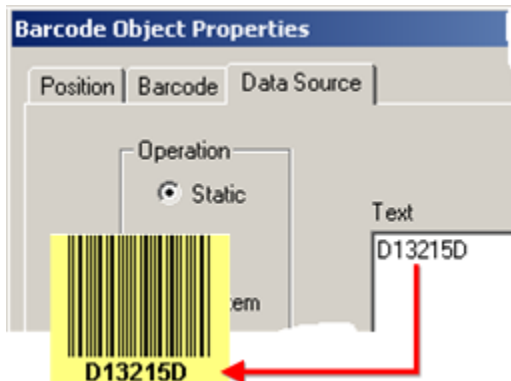 Barcode Object Properties
Position Barcode Data Source
Operation
Static
Text
D13215D
D13215D